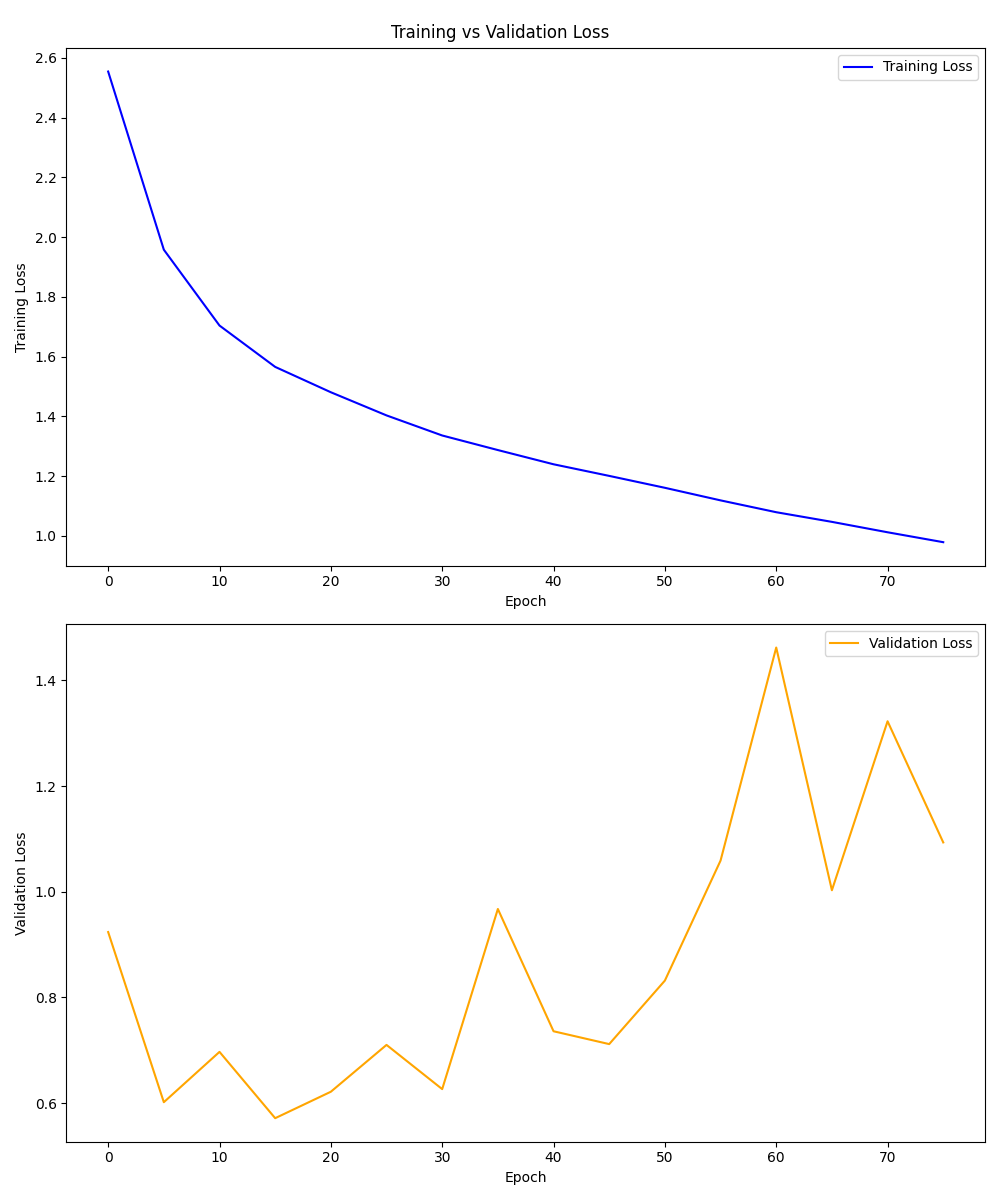 Training vs Validation Loss
Training Loss
2.6
2.4
2.2
2.0
1.8
1.6
1.4
1.2
1.0
Training Loss
0 10 20 30 40 50 60 70
Epoch
Validation Loss
1.4
1.2
1.0
0.8
0.6
Validation Loss
0 10 20 30 40 50 60 70
Epoch